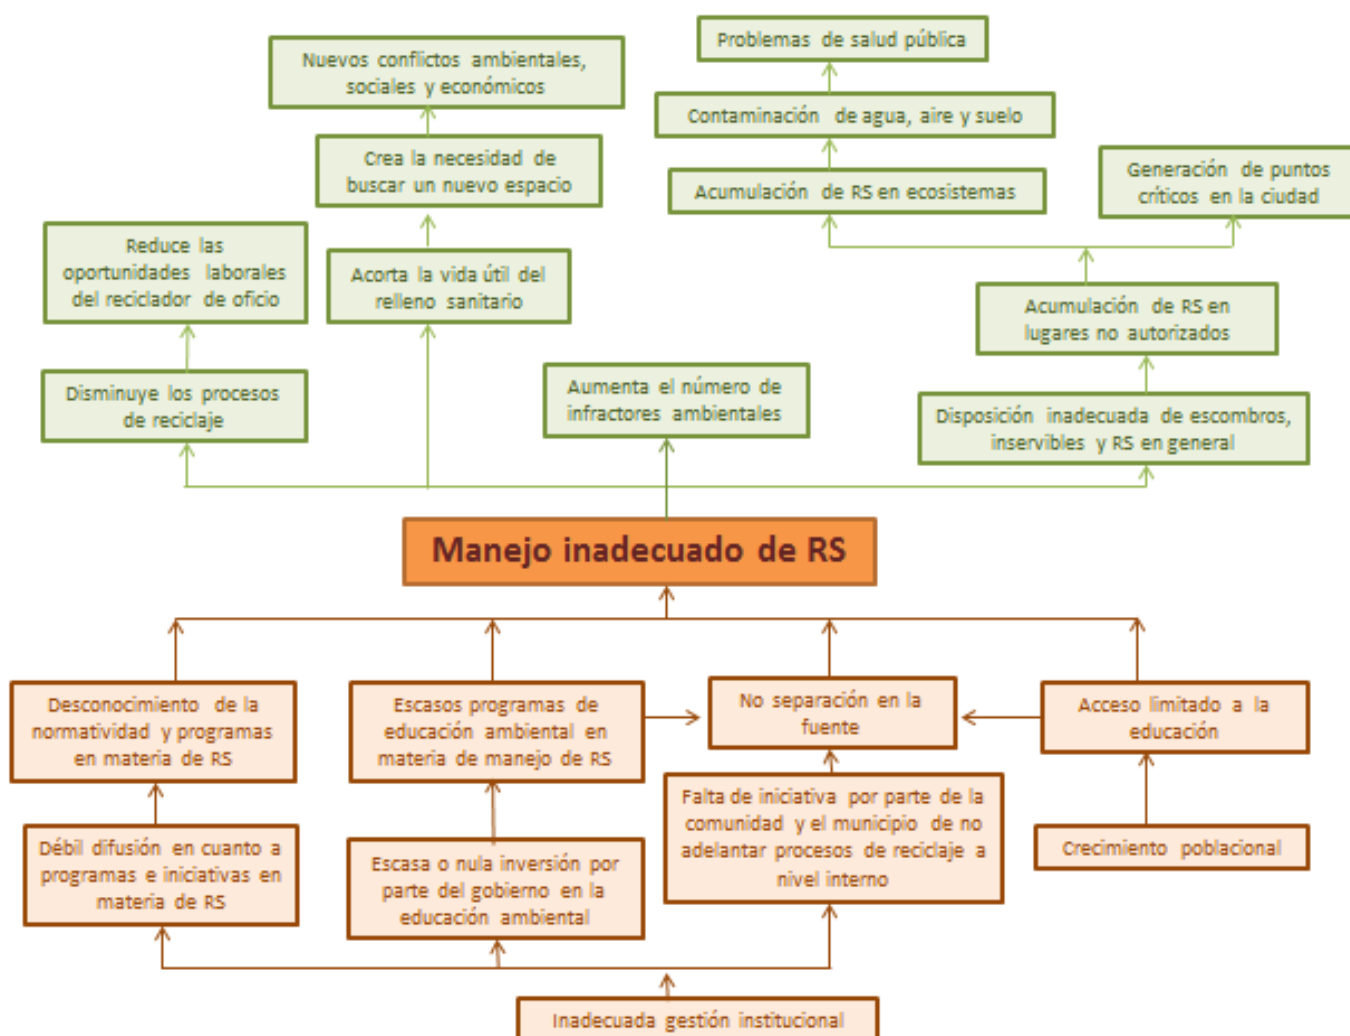 Problemas de salud pública
Nuevos conflictos ambientales,
sociales y económicos
Contaminación de agua, aire y suelo
Crea la necesidad de
buscar un nuevo espacio
Acumulación de RS en ecosistemas
Generación de puntos
críticos en la ciudad
Reduce las
oportunidades laborales
del reciclador de oficio
Acorta la vida útil del
relleno sanitario
Acumulación de RS en
lugares no autorizados
Disminuye los procesos
de reciclaje
Aumenta el número de
infractores ambientales
Disposición inadecuada de escombros,
inservibles y RS en general
Manejo inadecuado de RS
Desconocimiento de la
normatividad y programas
en materia de RS
Escasos programas de
educación ambiental en
materia de manejo de RS
No separación en la
fuente
Acceso limitado a la
educación
Débil difusión en cuanto a
programas e iniciativas en
materia de RS
Escasa o nula inversión por
parte del gobierno en la
educación ambiental
Falta de iniciativa por parte de la
comunidad y el municipio de no
adelantar procesos de reciclaje a
nivel interno
Crecimiento poblacional
Inadecuada gestión institucional